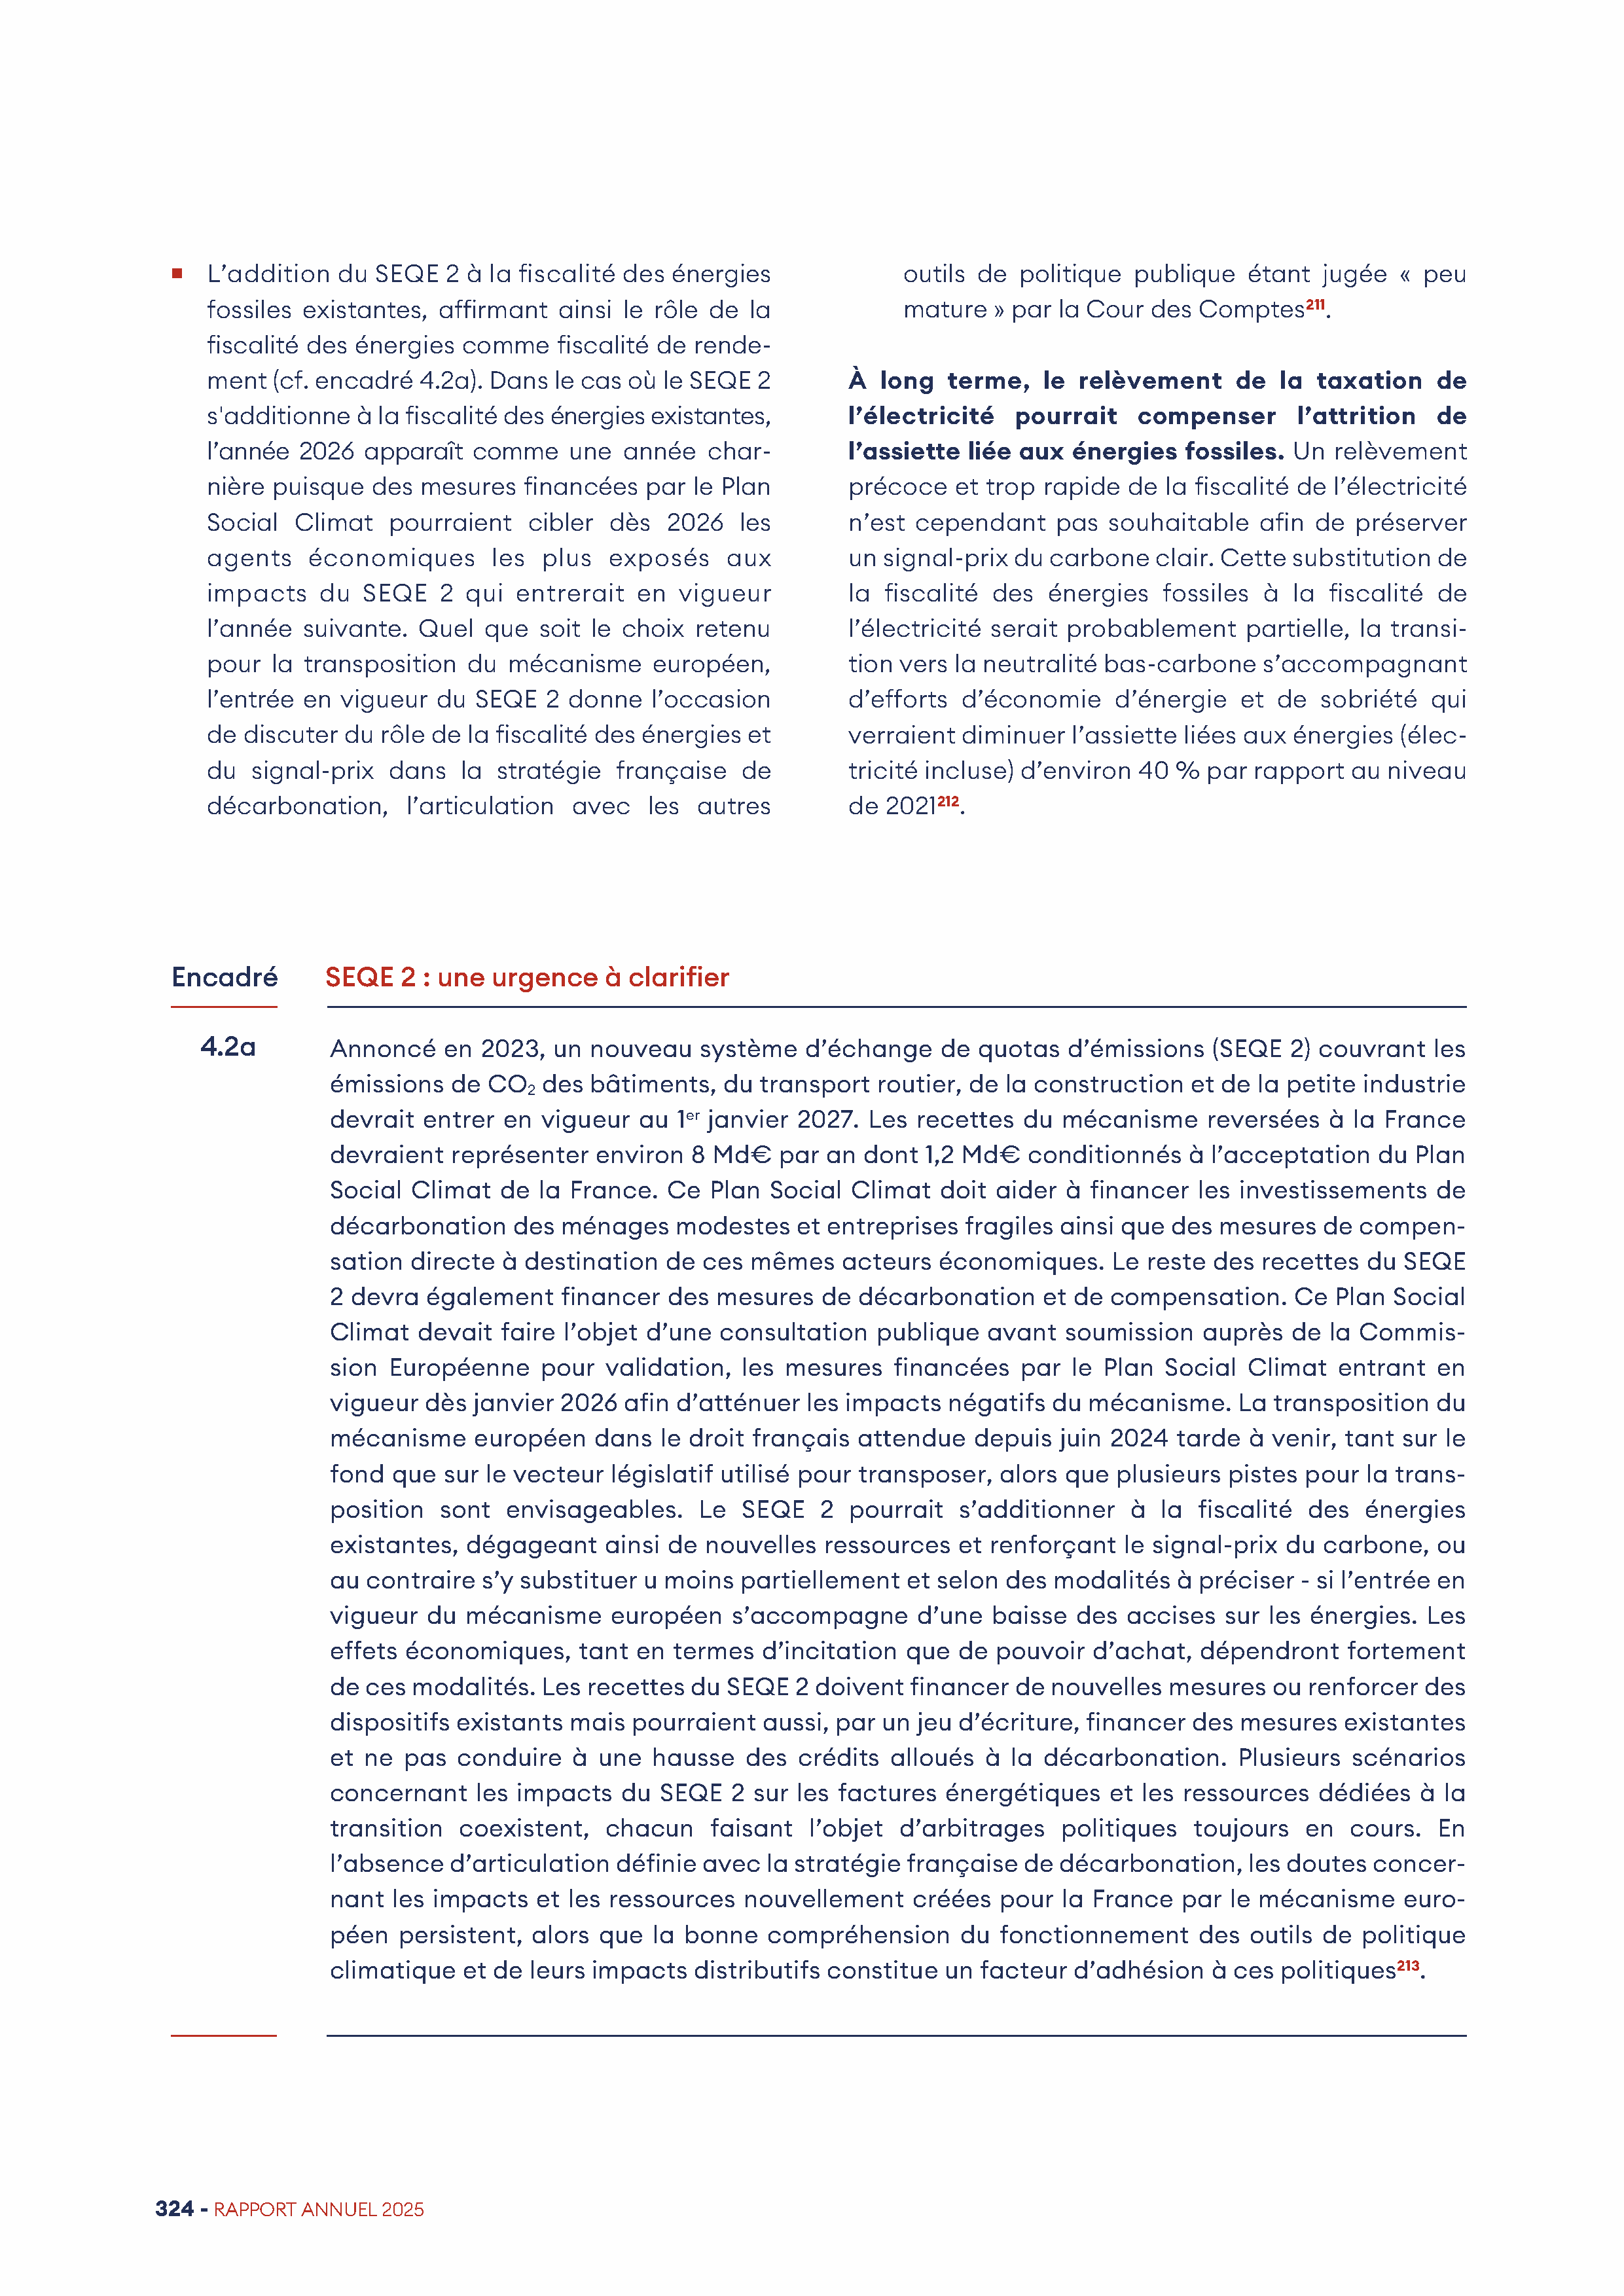 L’addition du SEQE 2 à la fiscalité des énergies
fossiles existantes, affirmant ainsi le rôle de la
fiscalité des énergies comme fiscalité de rende-
ment (cf. encadré 4.2a). Dans le cas où le SEQE 2
s'additionne à la fiscalité des énergies existantes,
l’année 2026 apparaît comme une année char-
nière puisque des mesures financées par le Plan
Social Climat pourraient cibler dès 2026 les
agents économiques les plus exposés aux
impacts du SEQE 2 qui entrerait en vigueur
l’année suivante. Quel que soit le choix retenu
pour la transposition du mécanisme européen,
l’entrée en vigueur du SEQE 2 donne l’occasion
de discuter du rôle de la fiscalité des énergies et
du signal-prix dans la stratégie française de
décarbonation, l’articulation avec les autres
outils de politique publique étant jugée « peu
mature » par la Cour des Comptes211.
À long terme, le relèvement de la taxation de
l’électricité pourrait compenser l’attrition de
l’assiette liée aux énergies fossiles. Un relèvement
précoce et trop rapide de la fiscalité de l’électricité
n’est cependant pas souhaitable afin de préserver
un signal-prix du carbone clair. Cette substitution de
la fiscalité des énergies fossiles à la fiscalité de
l’électricité serait probablement partielle, la transi-
tion vers la neutralité bas-carbone s’accompagnant
d’efforts d’économie d’énergie et de sobriété qui
verraient diminuer l’assiette liées aux énergies (élec-
tricité incluse) d’environ 40 % par rapport au niveau
de 2021212.
Encadré SEQE 2 : une urgence à clarifier
4.2a
Annoncé en 2023, un nouveau système d’échange de quotas d’émissions (SEQE 2) couvrant les
émissions de CO2 des bâtiments, du transport routier, de la construction et de la petite industrie
devrait entrer en vigueur au 1er janvier 2027. Les recettes du mécanisme reversées à la France
devraient représenter environ 8 Md€ par an dont 1,2 Md€ conditionnés à l’acceptation du Plan
Social Climat de la France. Ce Plan Social Climat doit aider à financer les investissements de
décarbonation des ménages modestes et entreprises fragiles ainsi que des mesures de compen-
sation directe à destination de ces mêmes acteurs économiques. Le reste des recettes du SEQE
2 devra également financer des mesures de décarbonation et de compensation. Ce Plan Social
Climat devait faire l’objet d’une consultation publique avant soumission auprès de la Commis-
sion Européenne pour validation, les mesures financées par le Plan Social Climat entrant en
vigueur dès janvier 2026 afin d’atténuer les impacts négatifs du mécanisme. La transposition du
mécanisme européen dans le droit français attendue depuis juin 2024 tarde à venir, tant sur le
fond que sur le vecteur législatif utilisé pour transposer, alors que plusieurs pistes pour la trans-
position sont envisageables. Le SEQE 2 pourrait s’additionner à la fiscalité des énergies
existantes, dégageant ainsi de nouvelles ressources et renforçant le signal-prix du carbone, ou
au contraire s’y substituer u moins partiellement et selon des modalités à préciser - si l’entrée en
vigueur du mécanisme européen s’accompagne d’une baisse des accises sur les énergies. Les
effets économiques, tant en termes d’incitation que de pouvoir d’achat, dépendront fortement
de ces modalités. Les recettes du SEQE 2 doivent financer de nouvelles mesures ou renforcer des
dispositifs existants mais pourraient aussi, par un jeu d’écriture, financer des mesures existantes
et ne pas conduire à une hausse des crédits alloués à la décarbonation. Plusieurs scénarios
concernant les impacts du SEQE 2 sur les factures énergétiques et les ressources dédiées à la
transition coexistent, chacun faisant l’objet d’arbitrages politiques toujours en cours. En
l’absence d’articulation définie avec la stratégie française de décarbonation, les doutes concer-
nant les impacts et les ressources nouvellement créées pour la France par le mécanisme euro-
péen persistent, alors que la bonne compréhension du fonctionnement des outils de politique
climatique et de leurs impacts distributifs constitue un facteur d’adhésion à ces politiques213.
324 - RAPPORT ANNUEL 2025